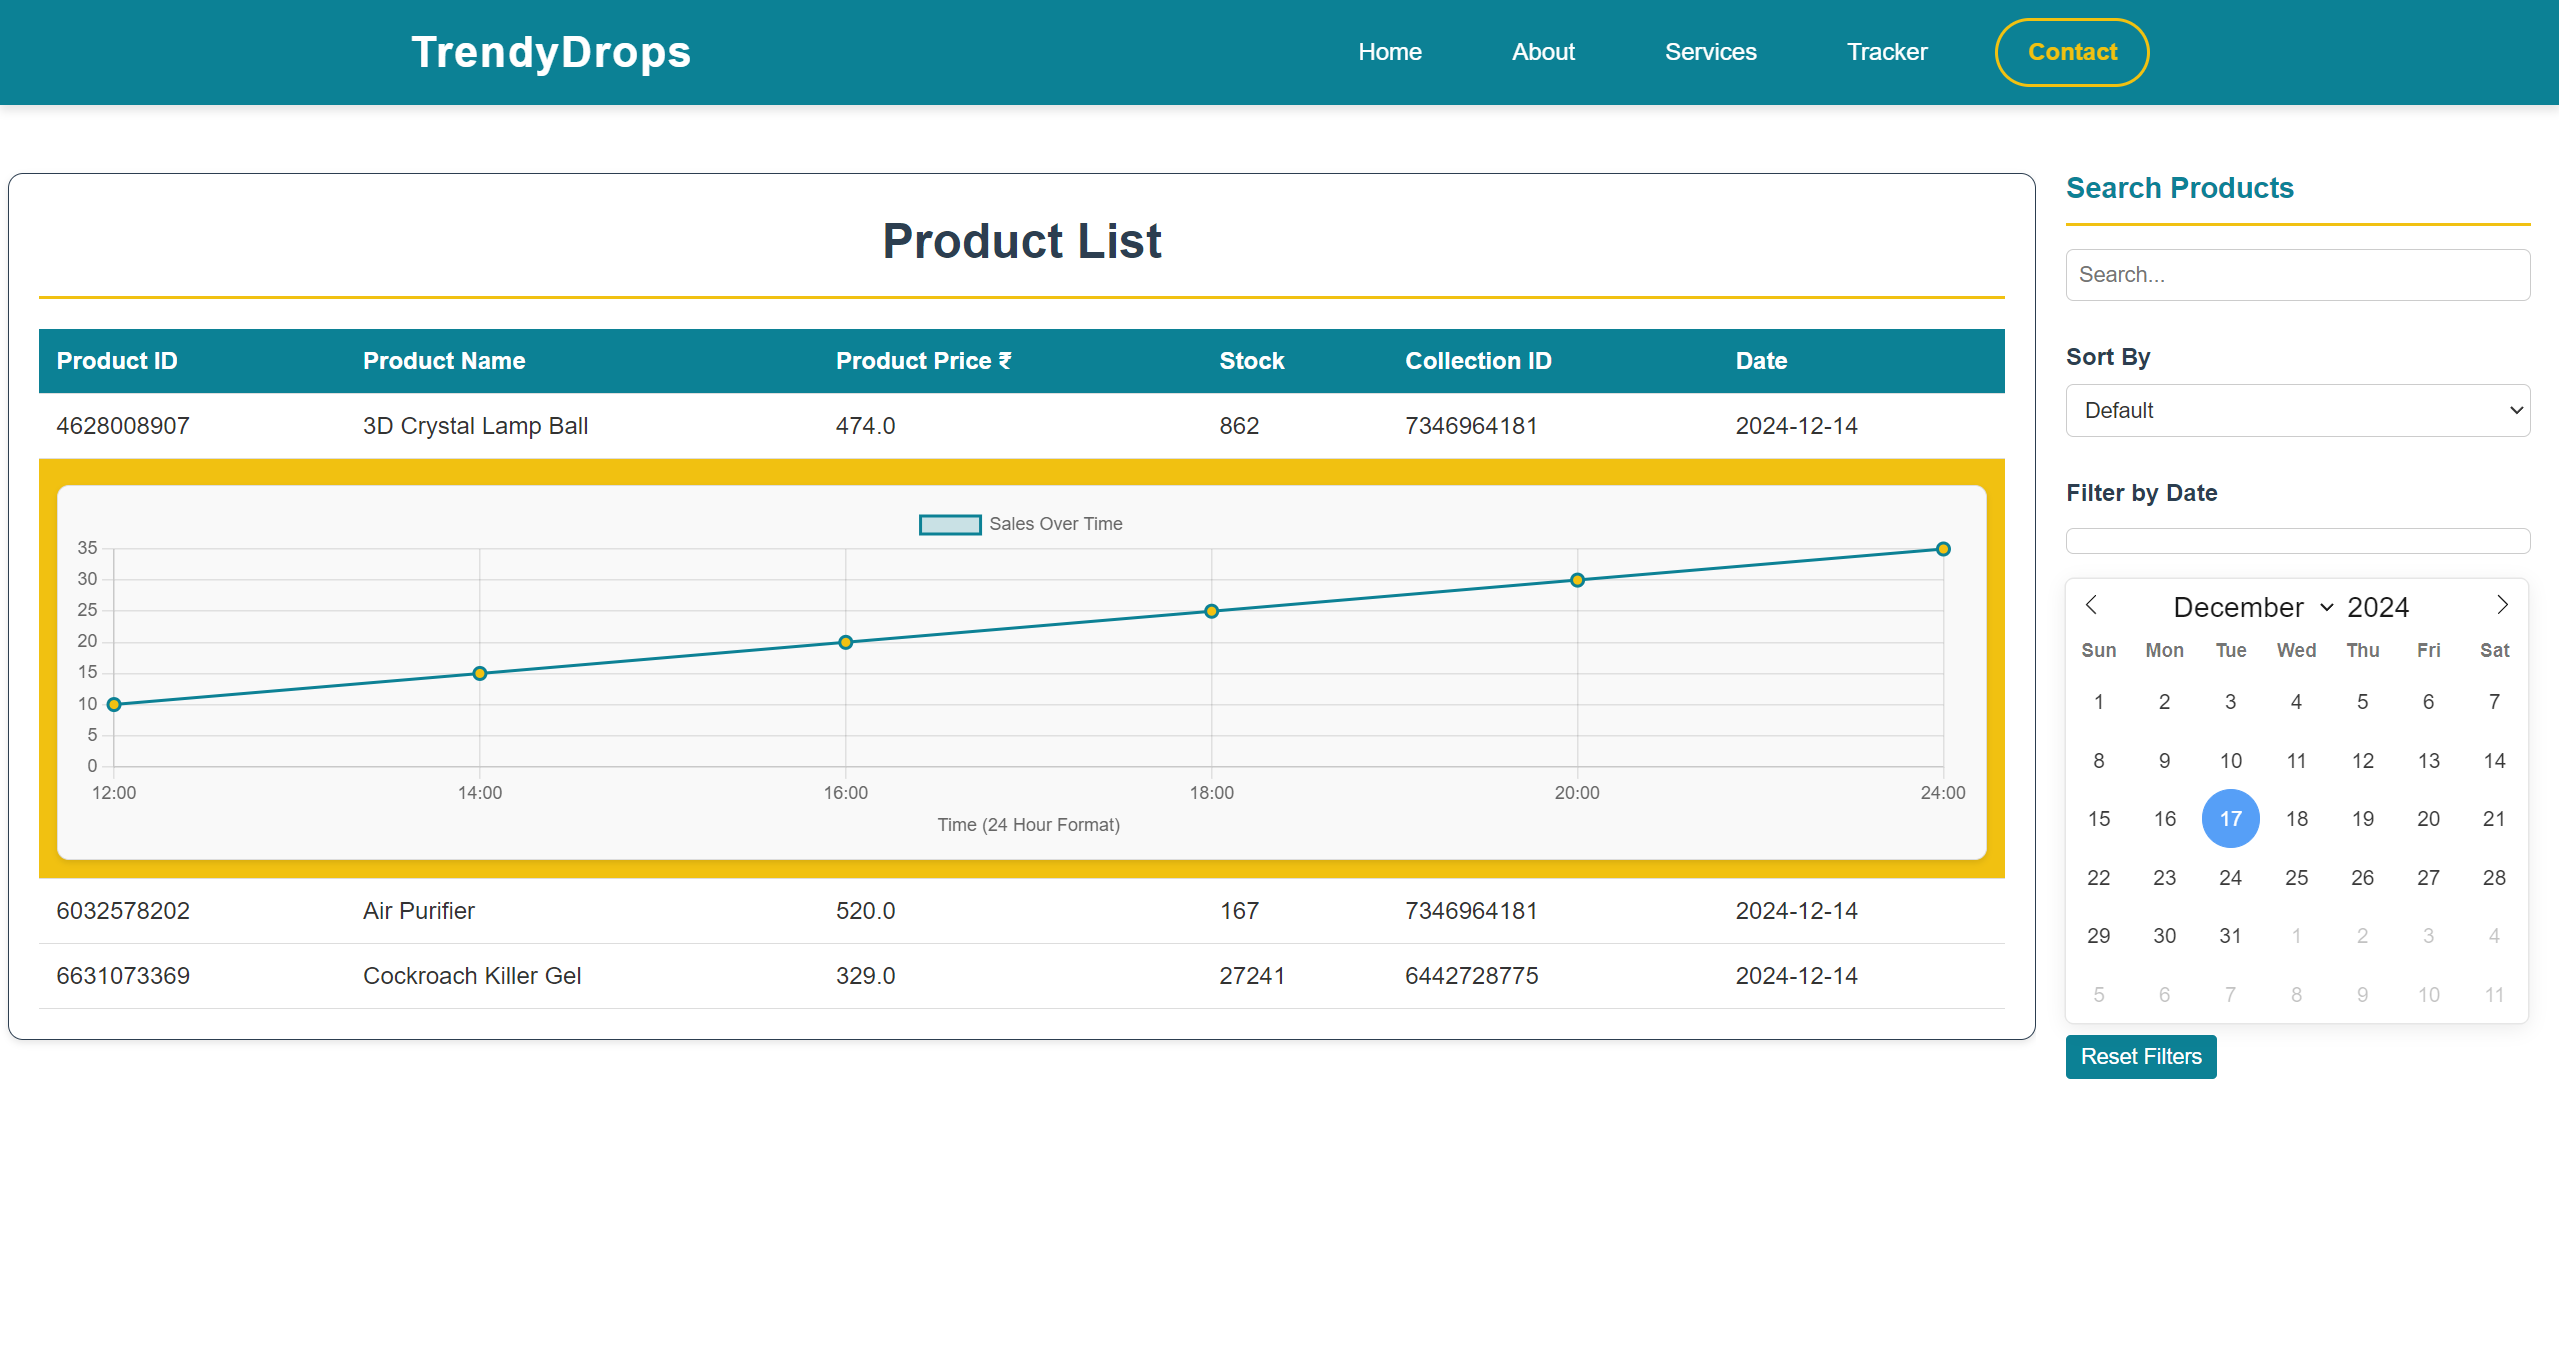 TrendyDrops
Home About Services Tracker Contact
Product List
Product ID Product Name Product Price ₹ Stock Collection ID Date
4628008907 3D Crystal Lamp Ball 474.0 862 7346964181 2024-12-14
Sales Over Time
35
30
25
20
15
10
5
0
12:00 14:00 16:00 18:00 20:00 24:00
Time (24 Hour Format)
6032578202 Air Purifier 520.0 167 7346964181 2024-12-14
6631073369 Cockroach Killer Gel 329.0 27241 6442728775 2024-12-14
Search Products
Search...
Sort By
Default
Filter by Date
December 2024
Sun Mon Tue Wed Thu Fri Sat
1 2 3 4 5 6 7
8 9 10 11 12 13 14
15 16 17 18 19 20 21
22 23 24 25 26 27 28
29 30 31 1 2 3 4
5 6 7 8 9 10 11
Reset Filters